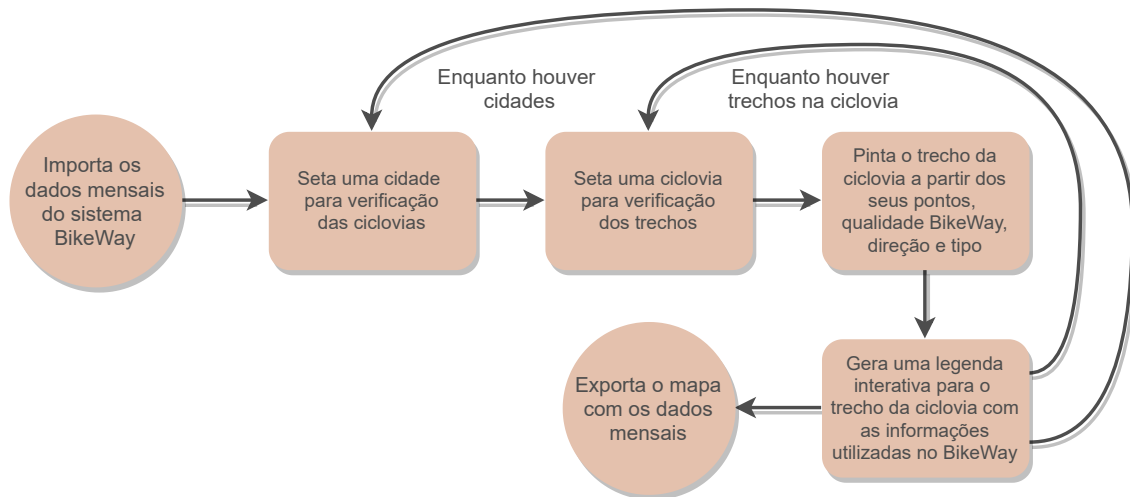 Enquanto houver
cidades
Enquanto houver
trechos na ciclovia
Importa os
dados mensais
do sistema
BikeWay
Seta uma cidade
para verificação
das ciclovias
Seta uma ciclovia
para verificação
dos trechos
Pinta o trecho da
ciclovia a partir dos
seus pontos,
qualidade BikeWay,
direção e tipo
Gera uma legenda
interativa para o
trecho da ciclovia com
as informações
utilizadas no BikeWay
Exporta o mapa
com os dados
mensais